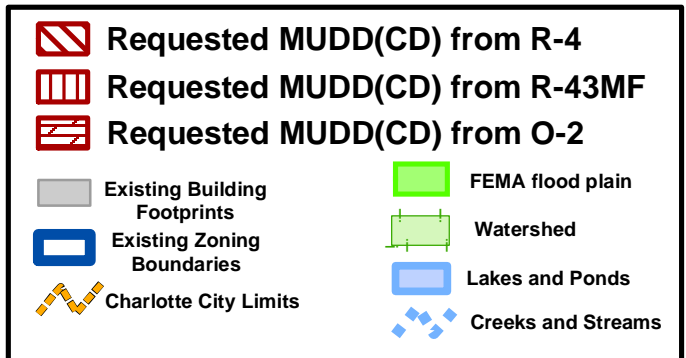 Requested MUDD(CD) from R-4
Requested MUDD(CD) from R-43MF
Requested MUDD(CD) from O-2
Existing Building
Footprints
Existing Zoning
Boundaries
Charlotte City Limits
FEMA flood plain
Watershed
Lakes and Ponds
Creeks and Streams